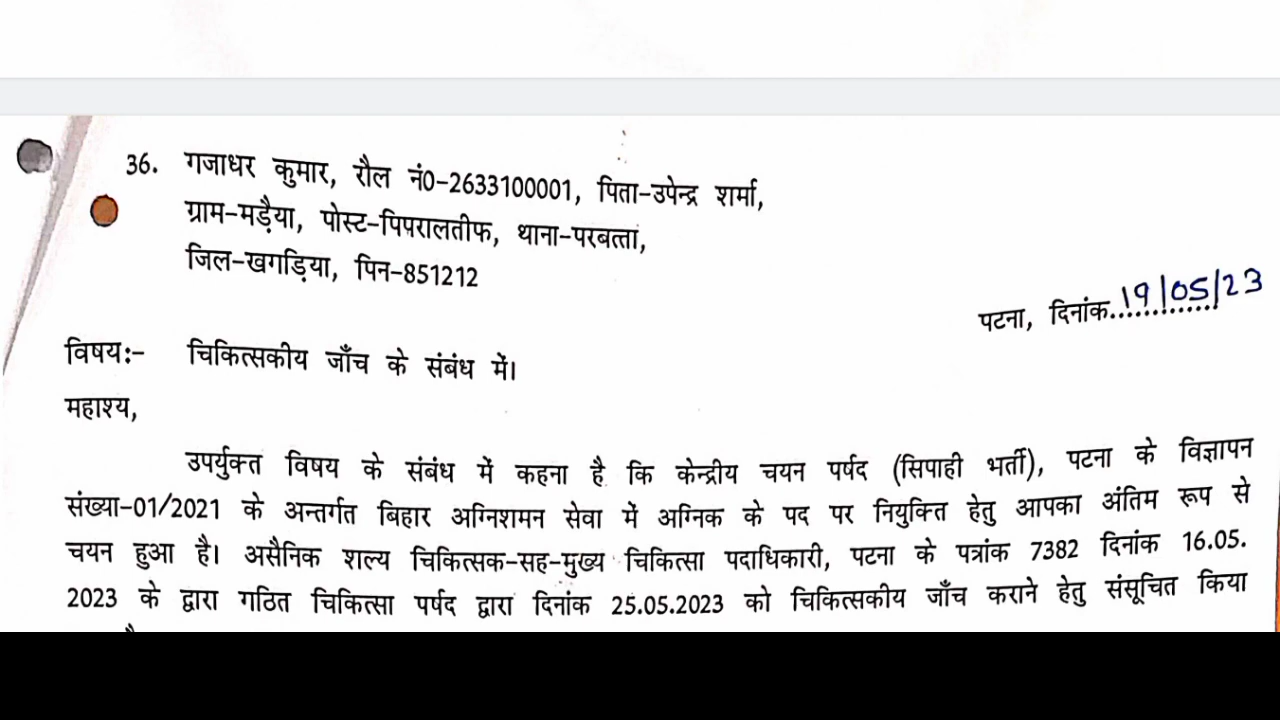 36. गजाधर कुमार, रौल नं0-2633100001, पिता-उपेन्द्र शर्मा,
ग्राम-मड़ैया, पोस्ट-पिपरालतीफ, थाना-परबत्ता,
जिल-खगड़िया, पिन-851212
पटना, दिनांक.............19/05/23
विषय:- चिकित्सकीय जाँच के संबंध में।
महाश्य,
उपर्युक्त विषय के संबंध में कहना है कि केन्द्रीय चयन पर्षद (सिपाही भर्ती), पटना के विज्ञापन
संख्या-01/2021 के अन्तर्गत बिहार अग्निशमन सेवा में अग्निक के पद पर नियुक्ति हेतु आपका अंतिम रूप से
चयन हुआ है। असैनिक शल्य चिकित्सक-सह-मुख्य चिकित्सा पदाधिकारी, पटना के पत्रांक 7382 दिनांक 16.05.
2023 के द्वारा गठित चिकित्सा पर्षद द्वारा दिनांक 25.05.2023 को चिकित्सकीय जाँच कराने हेतु संसूचित किया